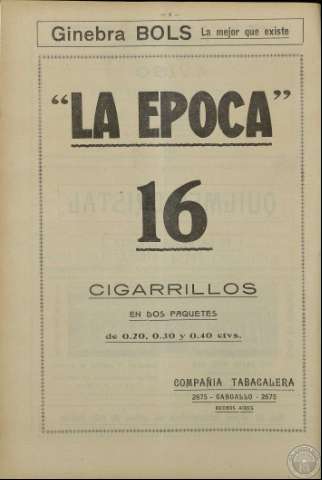 Ginebra BOLS La mejor que existe
"LA EPOCA"
16
CIGARRILLOS
EN DOS PAQUETES
de 0.20, 0.30 y 0.40 ctvs.
COMPAÑIA TABACALERA
2675 - GABOALLO - 2675
BUENOS AIRES